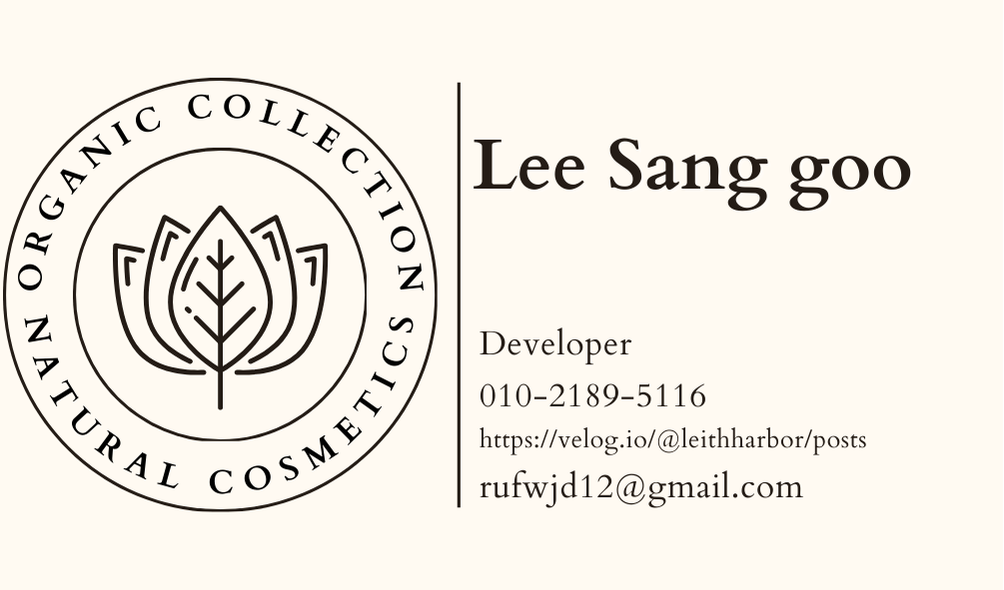 ORGANIC COLLECTION
NATURAL COSMETICS
Lee Sang goo
Developer
010-2189-5116
https://velog.io/@leithharbor/posts
rufwjd12@gmail.com